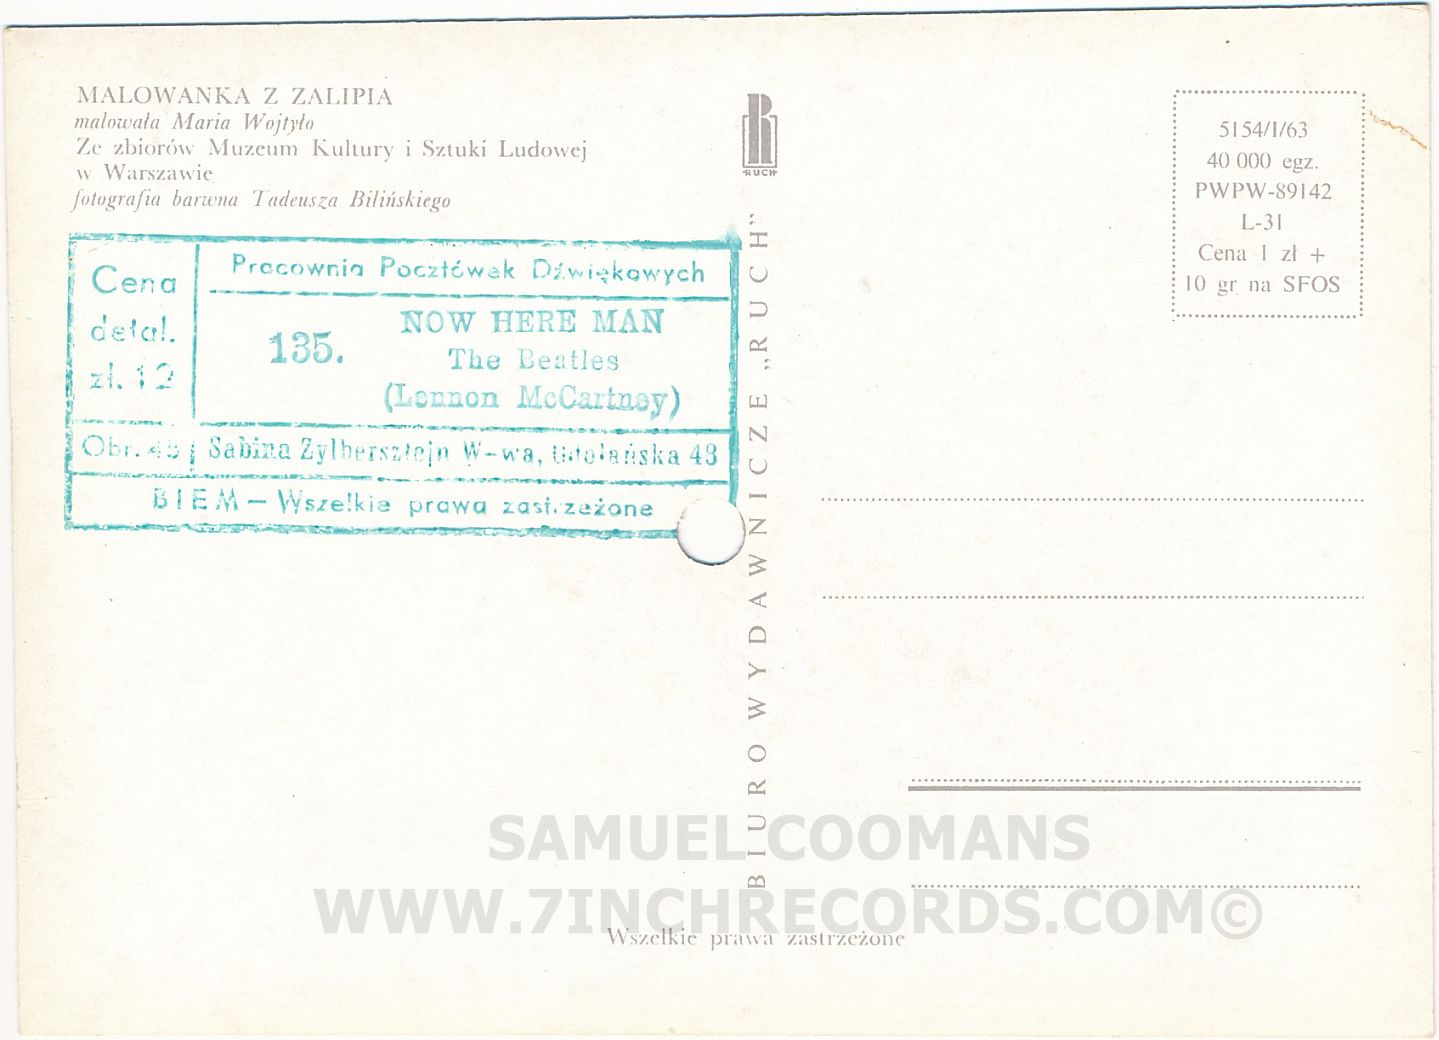 MALOWANKA Z ZALIPIA
malowała Maria Wojtyło
Ze zbiorów Muzeum Kultury i Sztuki Ludowej
w Warszawie
fotografia barwna Tadeusza Bilińskiego
Cena
detal.
zł. 12
Pracownia Pocztówek Dźwiękowych
135.
NOW HERE MAN
The Beatles
(Lennon McCartney)
Obr. 45
Sabina Zylbersztejn W-wa, 43
BIEM – Wszelkie prawa zastrzeżone
R
RUCH
BIURO WYDAWNICZE „RUCH”
5154/I/63
40 000 egz.
PWPW-89142
L-31
Cena 1 zł +
10 gr na SFOS
SAMUEL COOMANS
WWW.7INCHRECORDS.COM©
Wszelkie prawa zastrzeżone